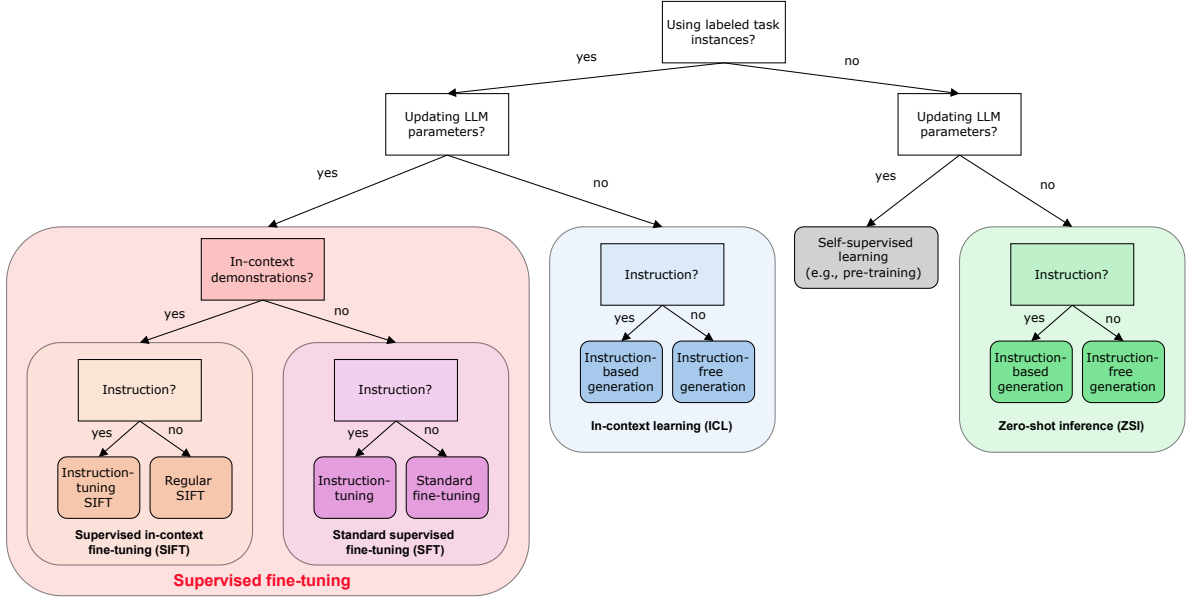 Using labeled task
instances?
yes
no
Updating LLM
parameters?
Updating LLM
parameters?
yes
no
yes
no
In-context
demonstrations?
yes
no
Instruction?
yes
no
Instruction-
tuning
SIFT
Regular
SIFT
Supervised in-context
fine-tuning (SIFT)
Instruction?
yes
no
Instruction-
tuning
Standard
fine-tuning
Standard supervised
fine-tuning (SFT)
Supervised fine-tuning
Instruction?
yes
no
Instruction-
based
generation
Instruction-
free
generation
In-context learning (ICL)
Self-supervised
learning
(e.g., pre-training)
Instruction?
yes
no
Instruction-
based
generation
Instruction-
free
generation
Zero-shot inference (ZSI)